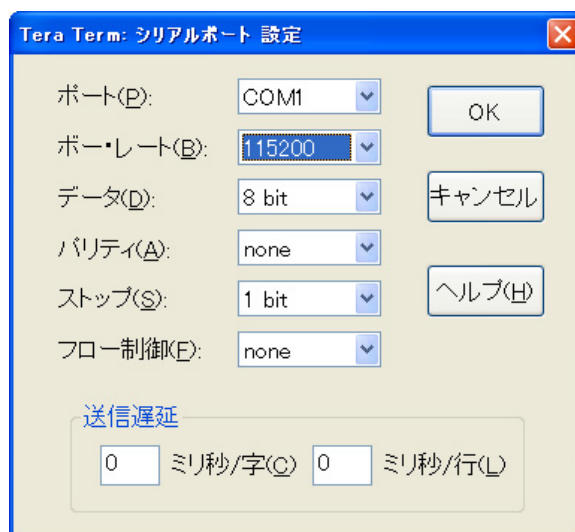 Tera Term: シリアルポート 設定
ポート(P): COM1
OK
ボー・レート(B): 115200
データ(D): 8 bit
キャンセル
パリティ(A): none
ストップ(S): 1 bit
ヘルプ(H)
フロー制御(F): none
送信遅延
0 ミリ秒/字(C) 0 ミリ秒/行(L)